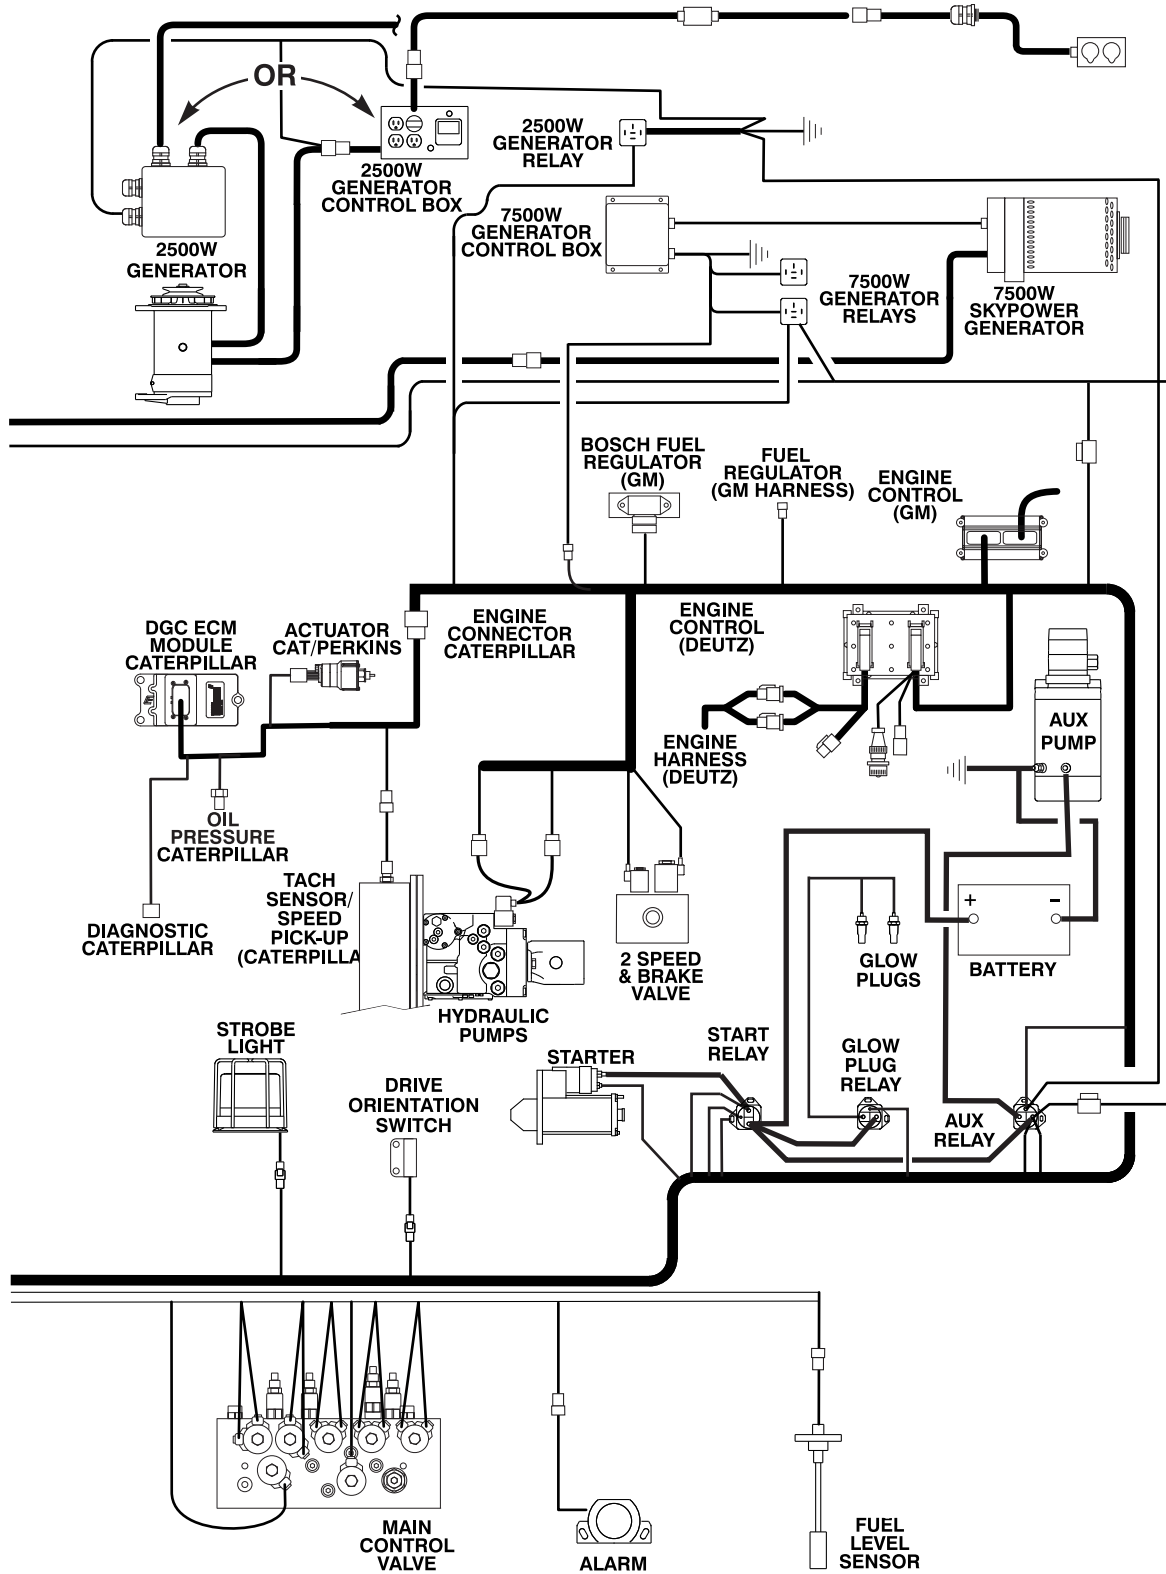 OR
2500W
GENERATOR
RELAY
2500W
GENERATOR
CONTROL BOX
7500W
GENERATOR
CONTROL BOX
2500W
GENERATOR
7500W
GENERATOR
RELAYS
7500W
SKYPOWER
GENERATOR
BOSCH FUEL
REGULATOR
(GM)
FUEL
REGULATOR
(GM HARNESS)
ENGINE
CONTROL
(GM)
DGC ECM
MODULE
CATERPILLAR
ACTUATOR
CAT/PERKINS
ENGINE
CONNECTOR
CATERPILLAR
ENGINE
CONTROL
(DEUTZ)
AUX
PUMP
ENGINE
HARNESS
(DEUTZ)
OIL
PRESSURE
CATERPILLAR
TACH
SENSOR/
SPEED
PICK-UP
(CATERPILLA
DIAGNOSTIC
CATERPILLAR
+
-
GLOW
PLUGS
BATTERY
2 SPEED
& BRAKE
VALVE
HYDRAULIC
PUMPS
STROBE
LIGHT
START
RELAY
GLOW
PLUG
RELAY
STARTER
DRIVE
ORIENTATION
SWITCH
AUX
RELAY
MAIN
CONTROL
VALVE
ALARM
FUEL
LEVEL
SENSOR